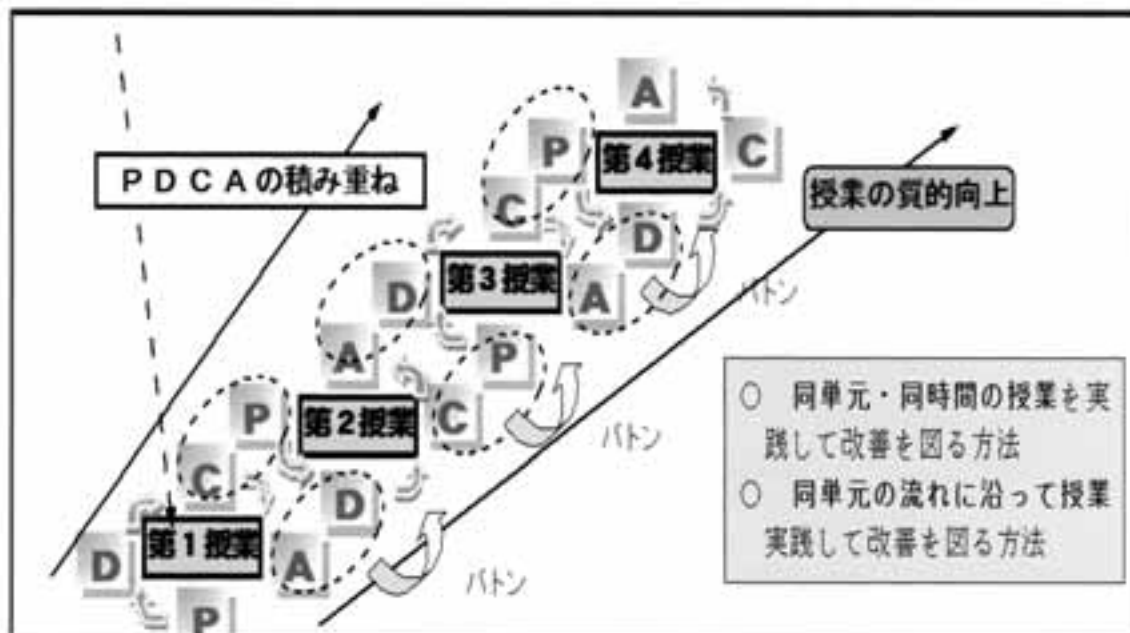 A
P
第4授業
C
PDCAの積み重ね
授業の質的向上
C
D
第3授業
D
A
バトン
A
P
P
第2授業
C
バトン
C
D
第1授業
D
A
バトン
P
○ 同単元・同時間の授業を実
践して改善を図る方法
○ 同単元の流れに沿って授業
実践して改善を図る方法